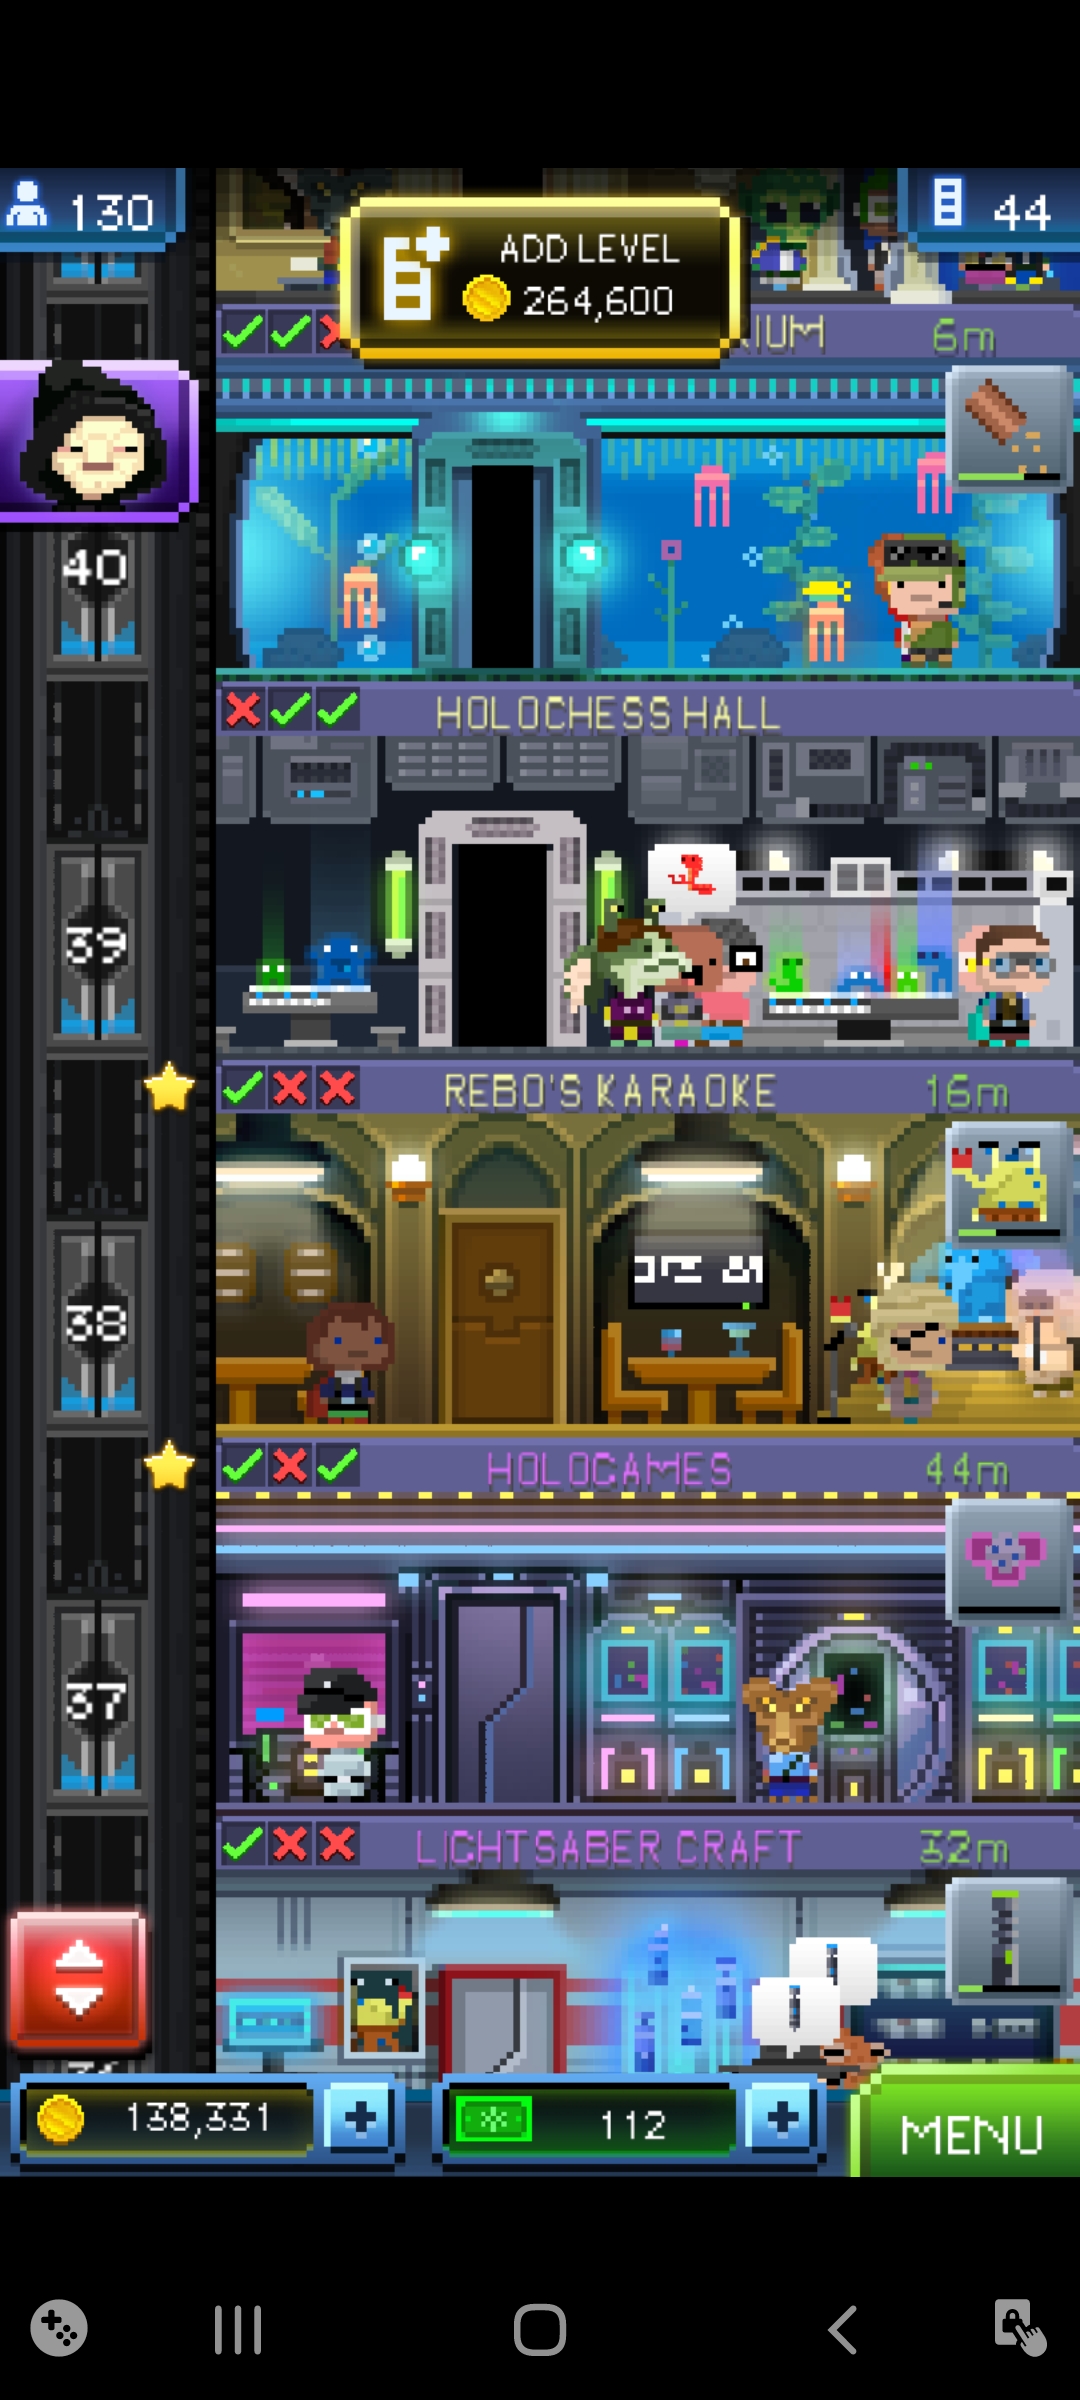 130
44
ADD LEVEL
264,600
RIUM 6m
40
HOLOCHESS HALL
39
REBO'S KARAOKE 16m
38
HOLOGAMES 44m
37
LIGHTSABER CRAFT 32m
138,331
112
MENU